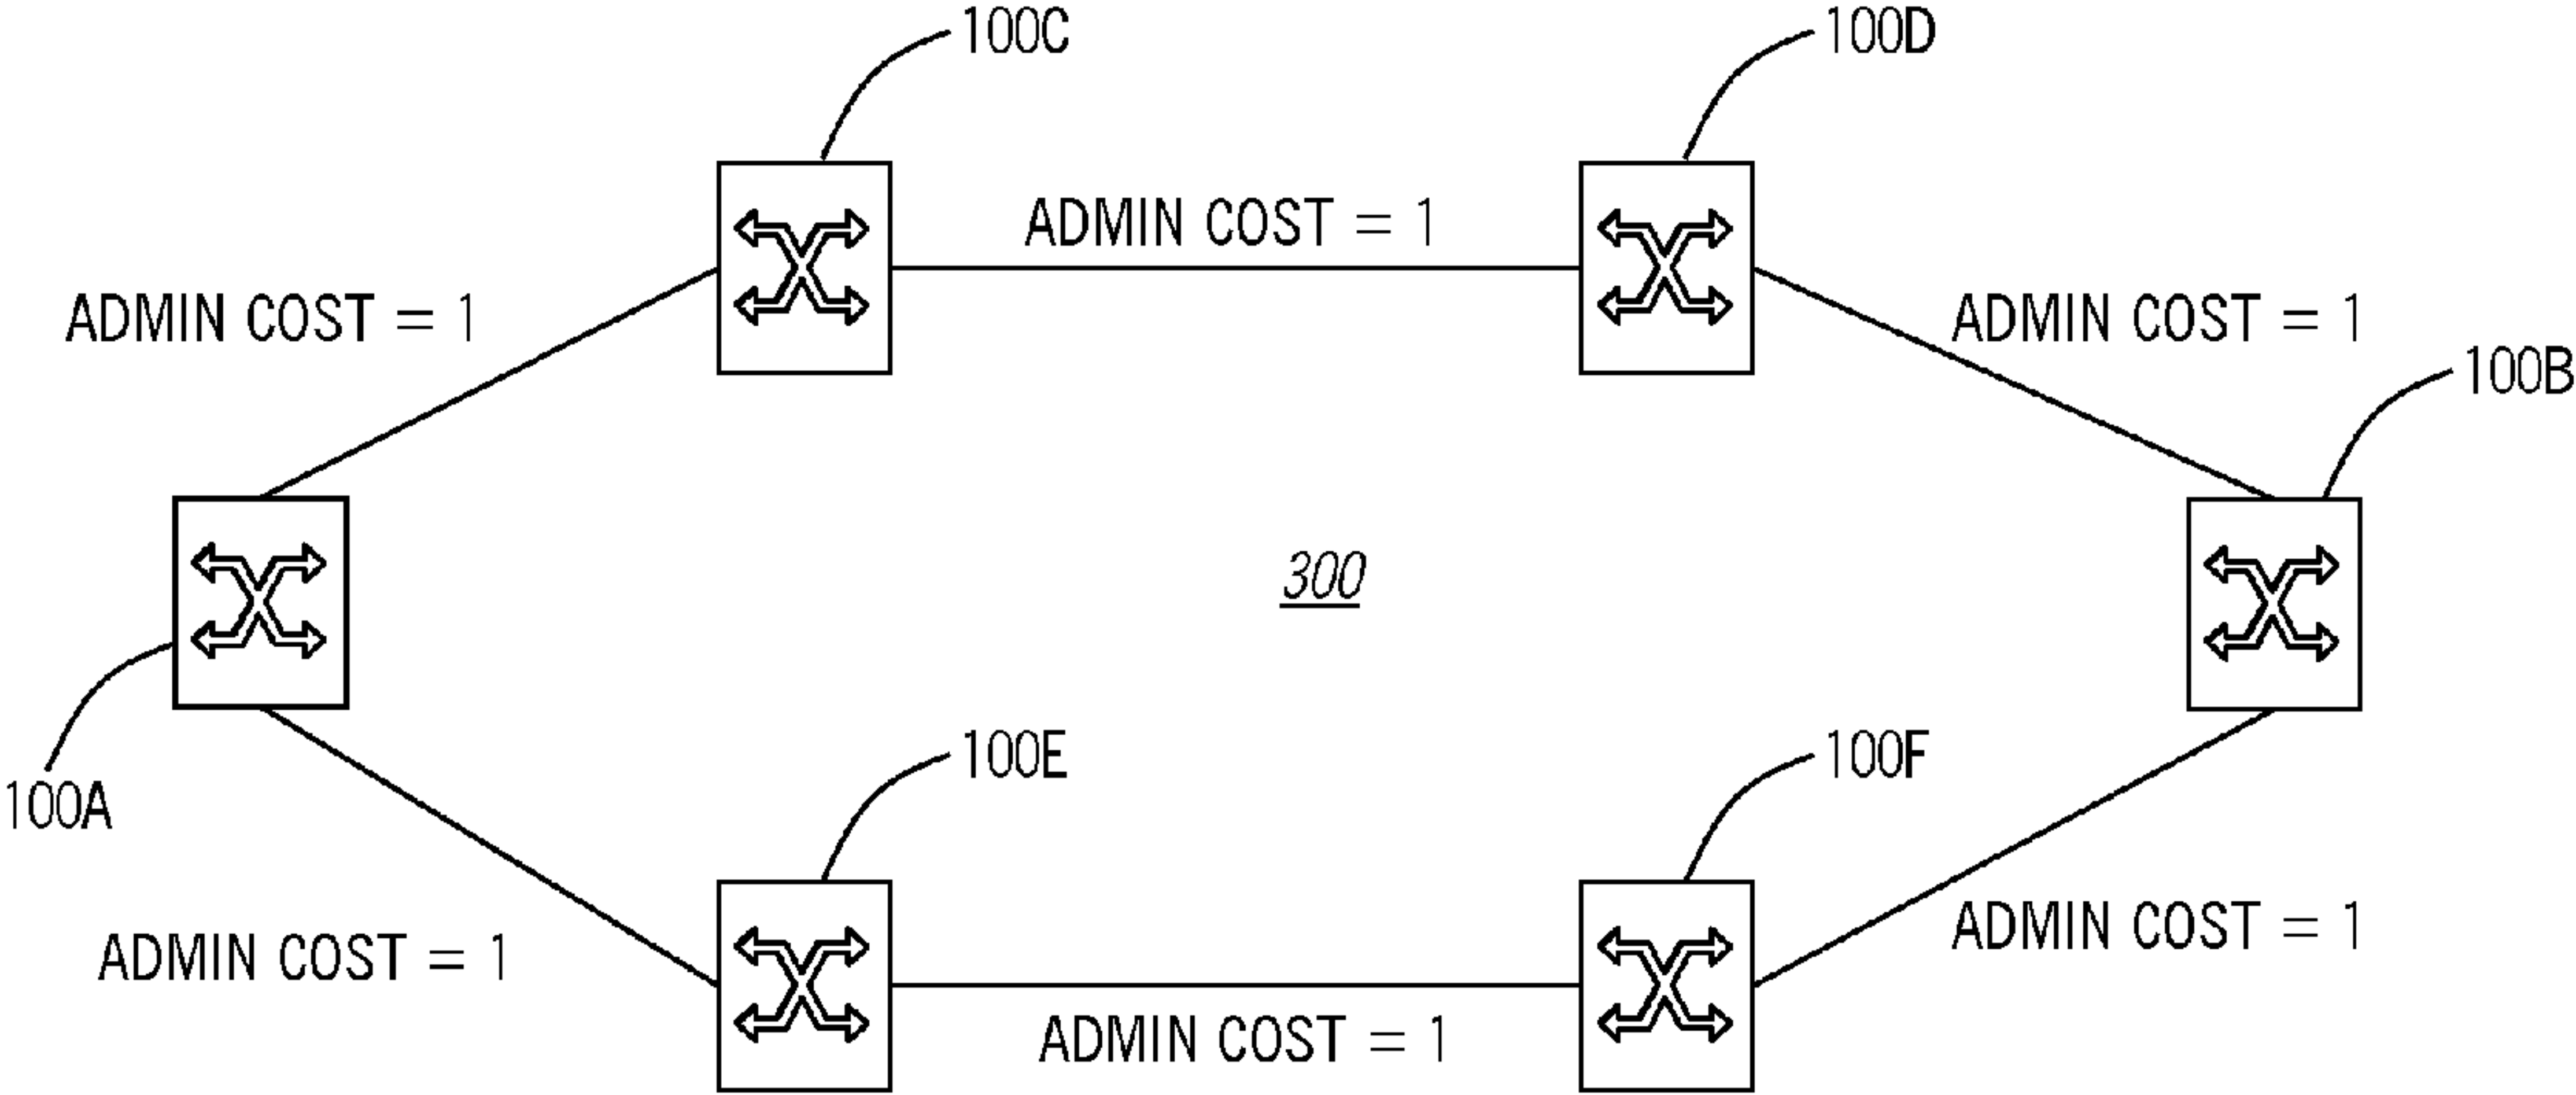 100C
100D
ADMIN COST = 1
ADMIN COST = 1
ADMIN COST = 1
100B
300
100A
100E
100F
ADMIN COST = 1
ADMIN COST = 1
ADMIN COST = 1